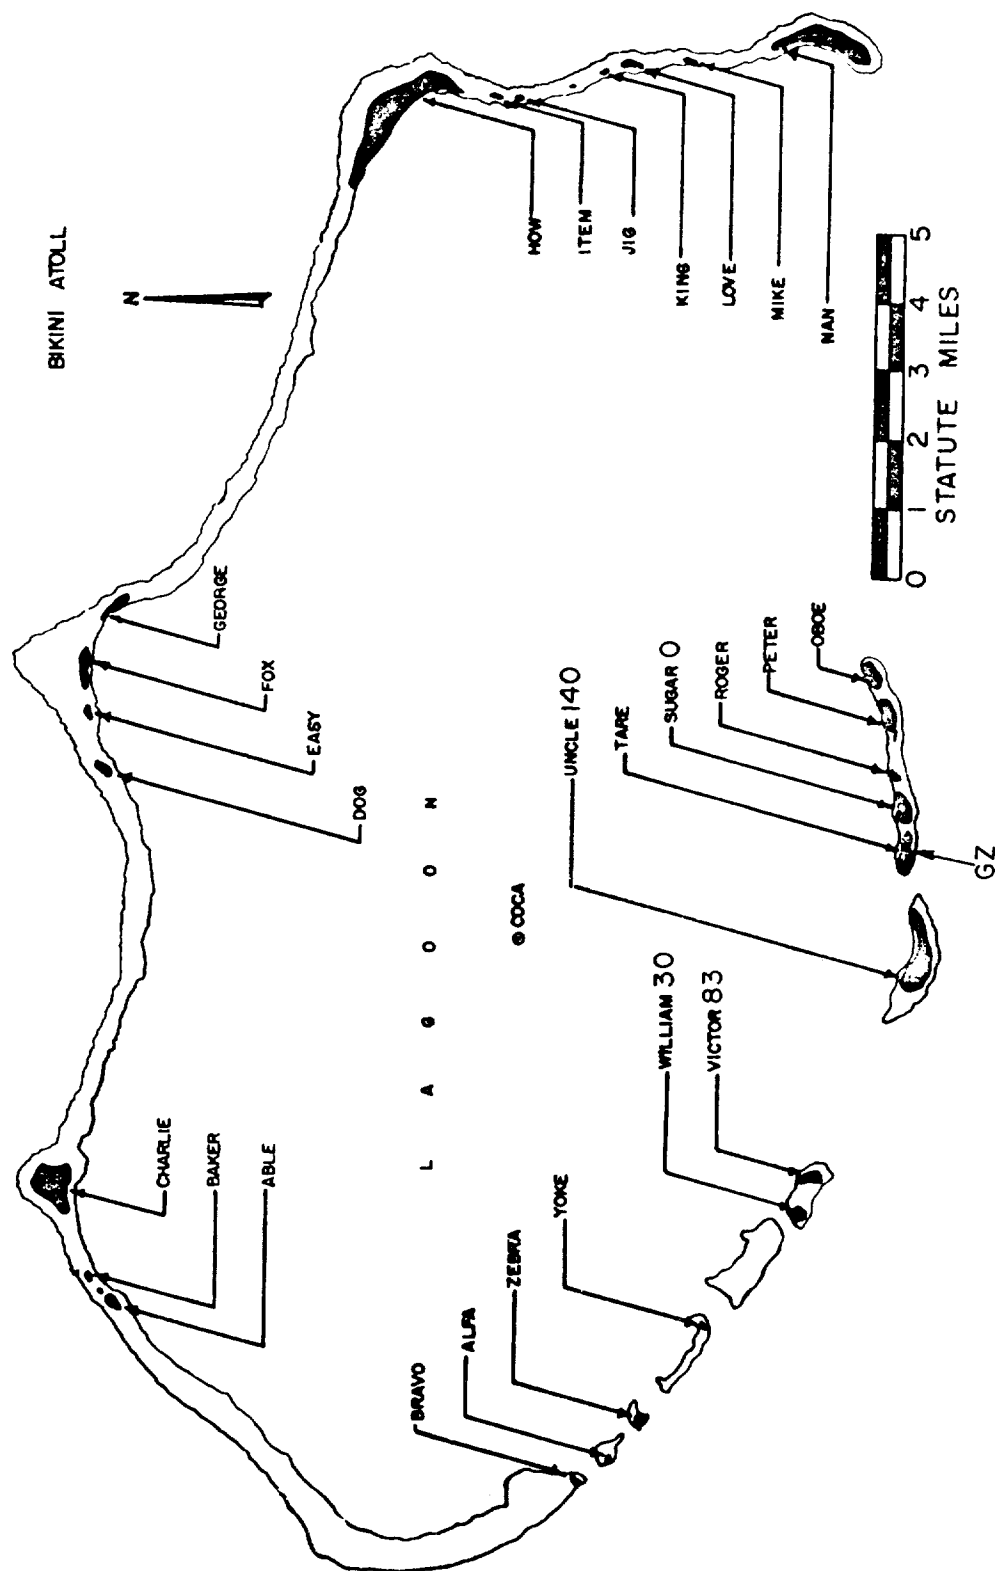 BIKINI ATOLL
N
HOW
ITEM
JIG
KING
LOVE
MIKE
NAN
GEORGE
FOX
EASY
DOG
CHARLIE
BAKER
ABLE
L A G O O N
COCA
BRAVO
ALFA
ZEBRA
YOKE
WILLIAM 30
VICTOR 83
UNCLE 140
TARE
SUGAR 0
ROGER
PETER
OBOE
GZ
0 1 2 3 4 5
STATUTE MILES